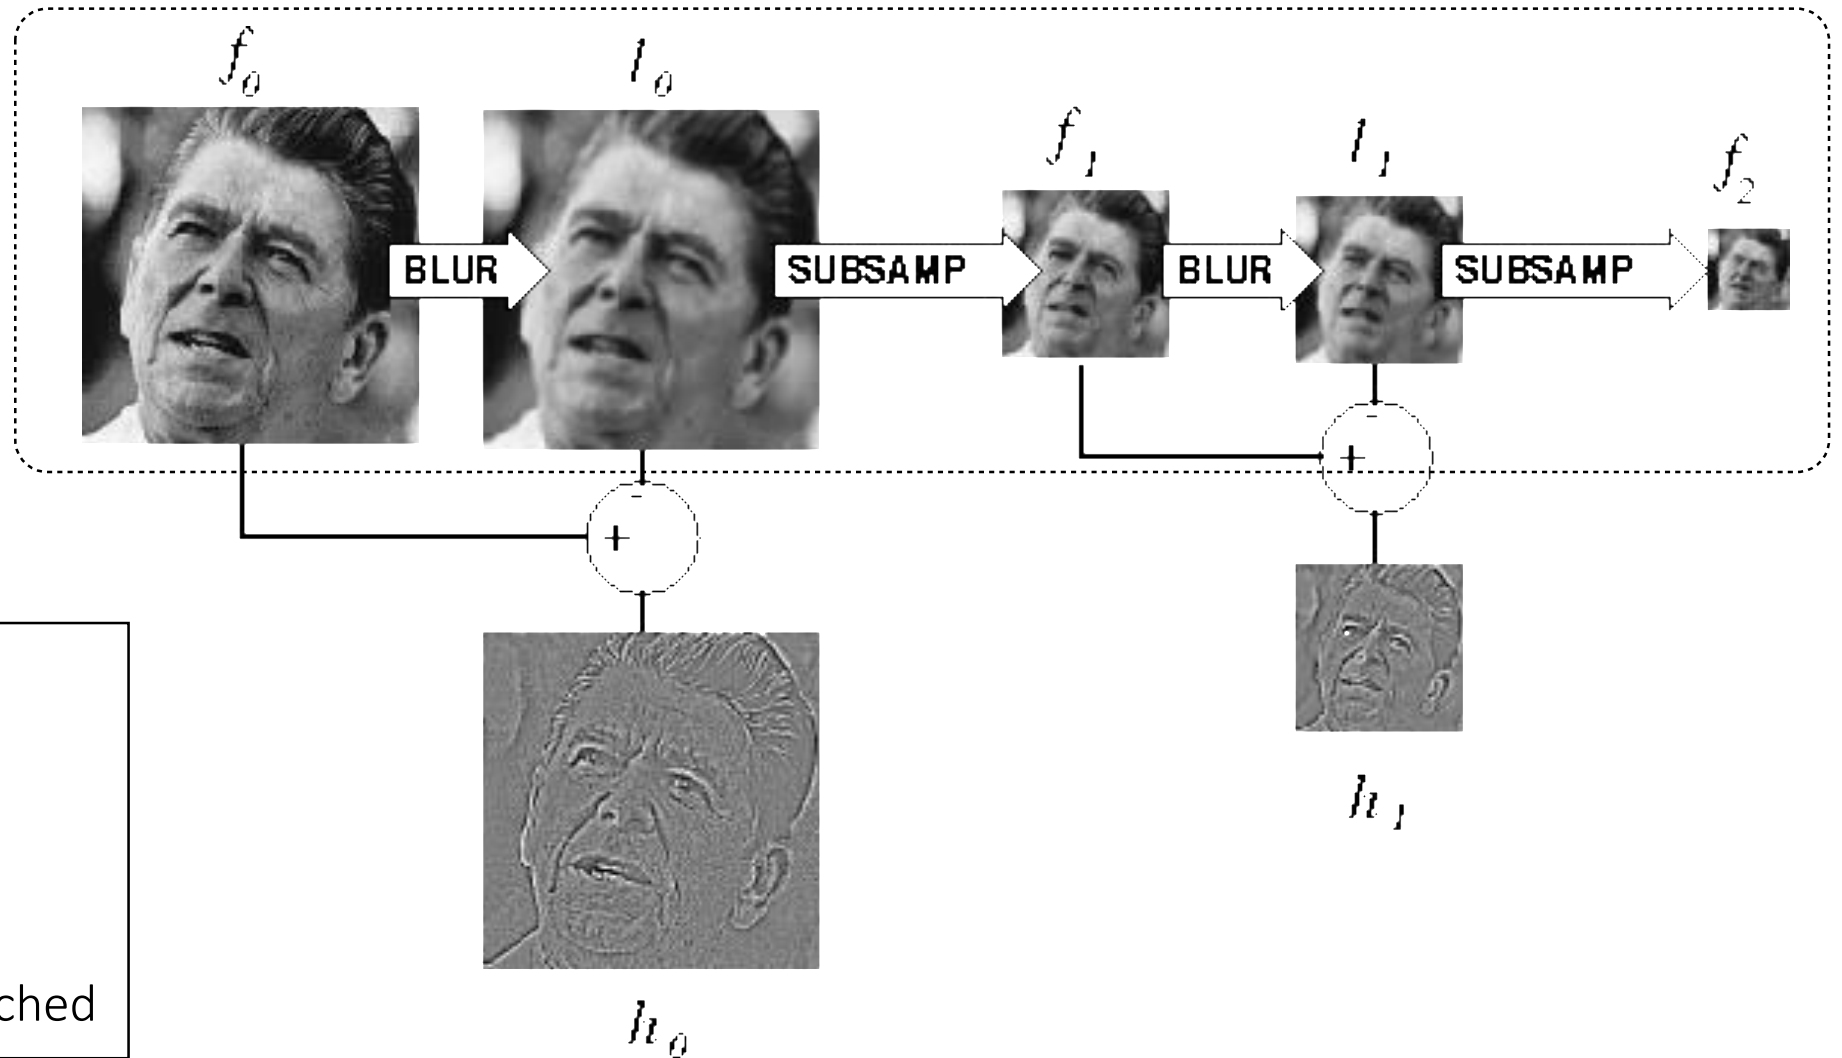 f0
l0
f1
l1
f2
BLUR
SUBSAMP
BLUR
SUBSAMP
-
+
-
+
h1
h0
ched